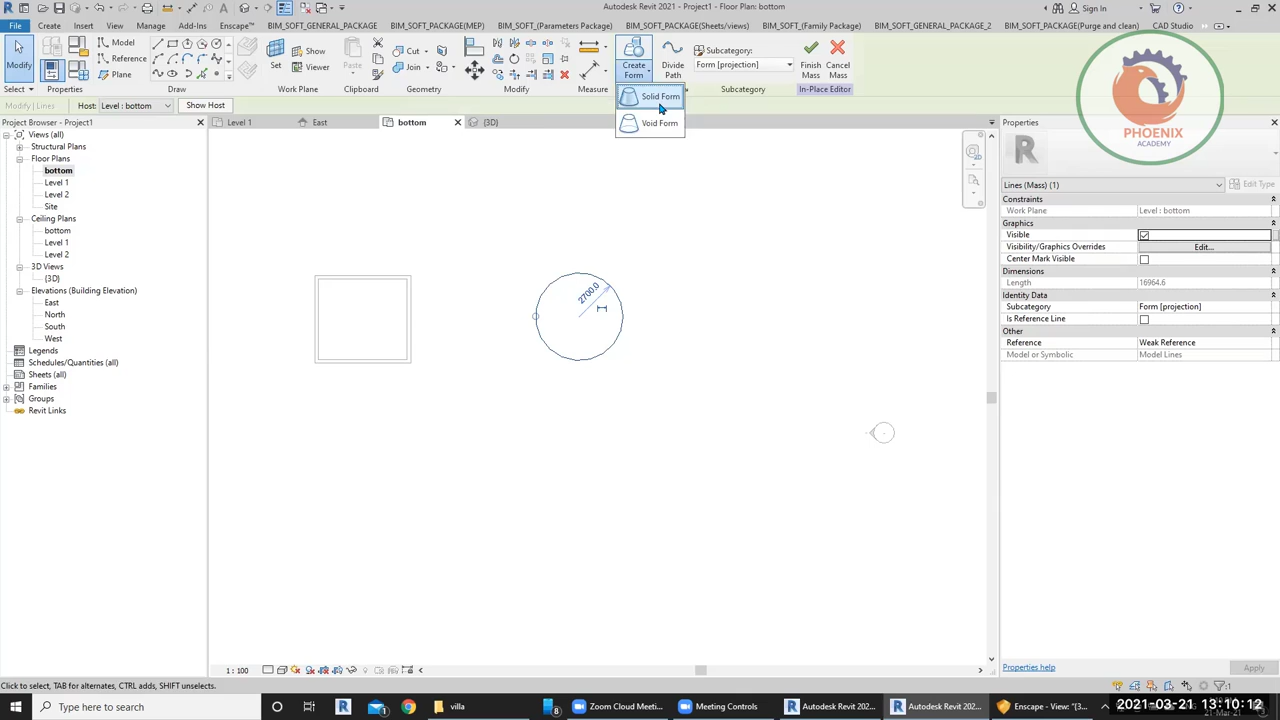 Autodesk Revit 2021 - Project1 - Floor Plan: bottom
Sign In
File Create Insert View Manage Add-Ins Enscape™ BIM_SOFT_GENERAL_PACKAGE BIM_SOFT_PACKAGE(MEP) BIM_SOFT_(Parameters Package) BIM_SOFT_PACKAGE(Sheets/views) BIM_SOFT_(Family Package) BIM_SOFT_GENERAL_PACKAGE_2 BIM_SOFT_PACKAGE(Purge and clean) CAD Studio
Modify
Model
Reference
Plane
Set
Show
Viewer
Paste
Cut
Join
Create Form
Divide Path
Subcategory:
Form [projection]
Finish Mass
Cancel Mass
Select Draw Work Plane Clipboard Geometry Modify Measure Subcategory In-Place Editor
Modify | Lines Host: Level : bottom Show Host
Solid Form
Void Form
PHOENIX
ACADEMY
Project Browser - Project1
Level 1 East bottom {3D}
Properties
Views (all)
Structural Plans
Floor Plans
bottom
Level 1
Level 2
Site
Ceiling Plans
bottom
Level 1
Level 2
3D Views
{3D}
Elevations (Building Elevation)
East
North
South
West
Legends
Schedules/Quantities (all)
Sheets (all)
Families
Groups
Revit Links
2D
2700.0
R
Lines (Mass) (1) Edit Type
Constraints
Work Plane Level : bottom
Graphics
Visible
Visibility/Graphics Overrides Edit...
Center Mark Visible
Dimensions
Length 16964.6
Identity Data
Subcategory Form [projection]
Is Reference Line
Other
Reference Weak Reference
Model or Symbolic Model Lines
Properties help Apply
1 : 100
Click to select, TAB for alternates, CTRL adds, SHIFT unselects.
:1
Type here to search
1
villa
8
Zoom Cloud Meeti...
Meeting Controls
Autodesk Revit 202...
Autodesk Revit 202...
Enscape - {3...
2021-03-21 13:10:12